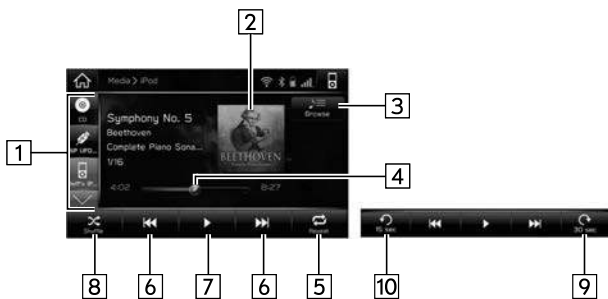 2
Media > iPod
CD
3
Browse
Symphony No. 5
Beethoven
Complete Piano Sona...
1/16
BEETHOVEN
1
4
4:02
8:27
Shuffle
Repeat
15 sec
30 sec
8
6
7
6
5
10
9